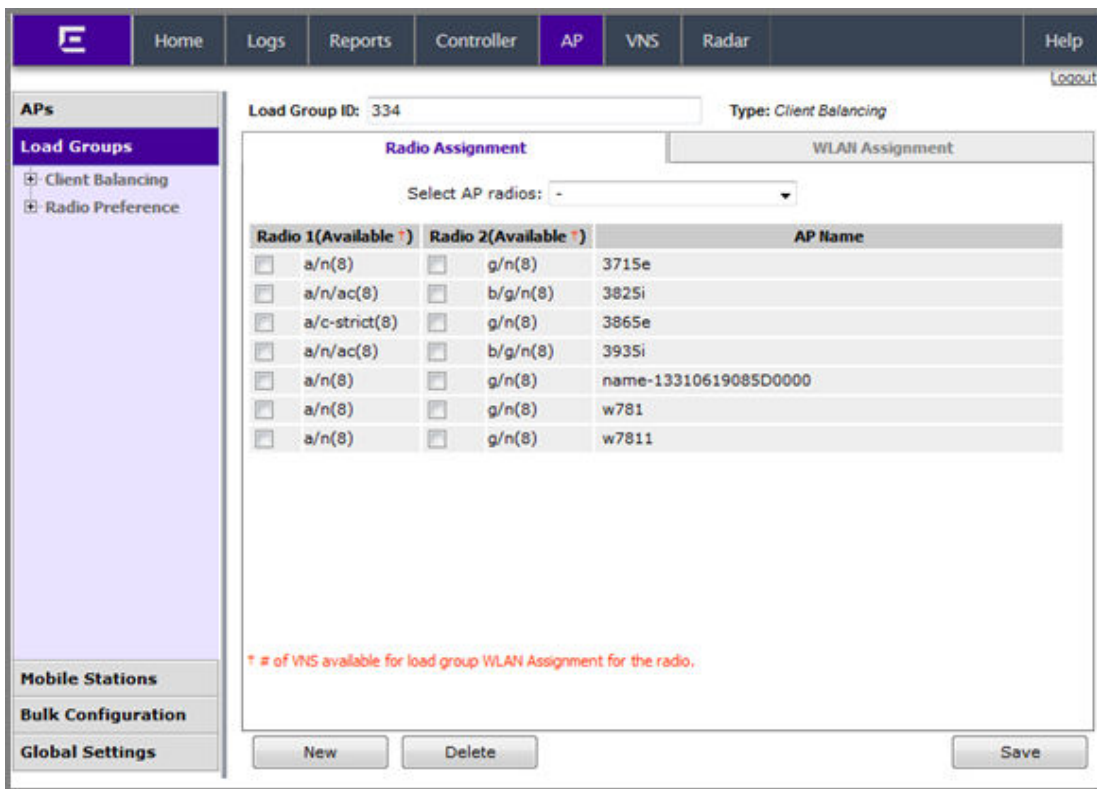 Home Logs Reports Controller AP VNS Radar Help
Logout
APs
Load Groups
Client Balancing
Radio Preference
Mobile Stations
Bulk Configuration
Global Settings
Load Group ID: 334 Type: Client Balancing
Radio Assignment WLAN Assignment
Select AP radios: -
Radio 1(Available †) Radio 2(Available †) AP Name
a/n(8) g/n(8) 3715e
a/n/ac(8) b/g/n(8) 3825i
a/c-strict(8) g/n(8) 3865e
a/n/ac(8) b/g/n(8) 3935i
a/n(8) g/n(8) name-13310619085D0000
a/n(8) g/n(8) w781
a/n(8) g/n(8) w7811
† # of VNS available for load group WLAN Assignment for the radio.
New Delete Save